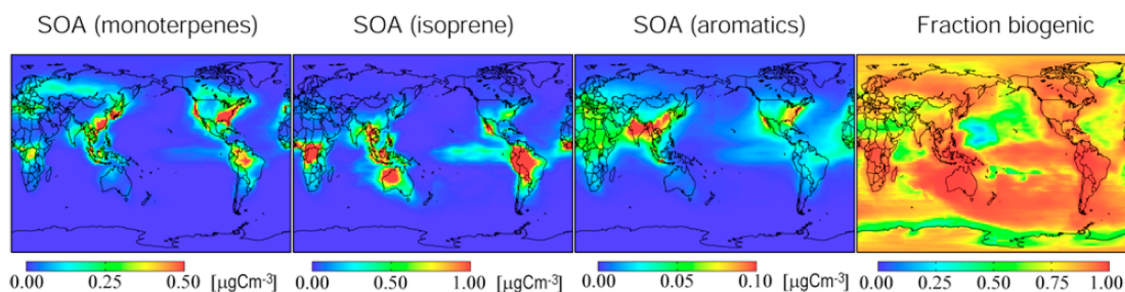 SOA (monoterpenes)
SOA (isoprene)
SOA (aromatics)
Fraction biogenic
0.00 0.25 0.50 [μgCm-3]
0.00 0.50 1.00 [μgCm-3]
0.00 0.05 0.10 [μgCm-3]
0.00 0.25 0.50 0.75 1.00